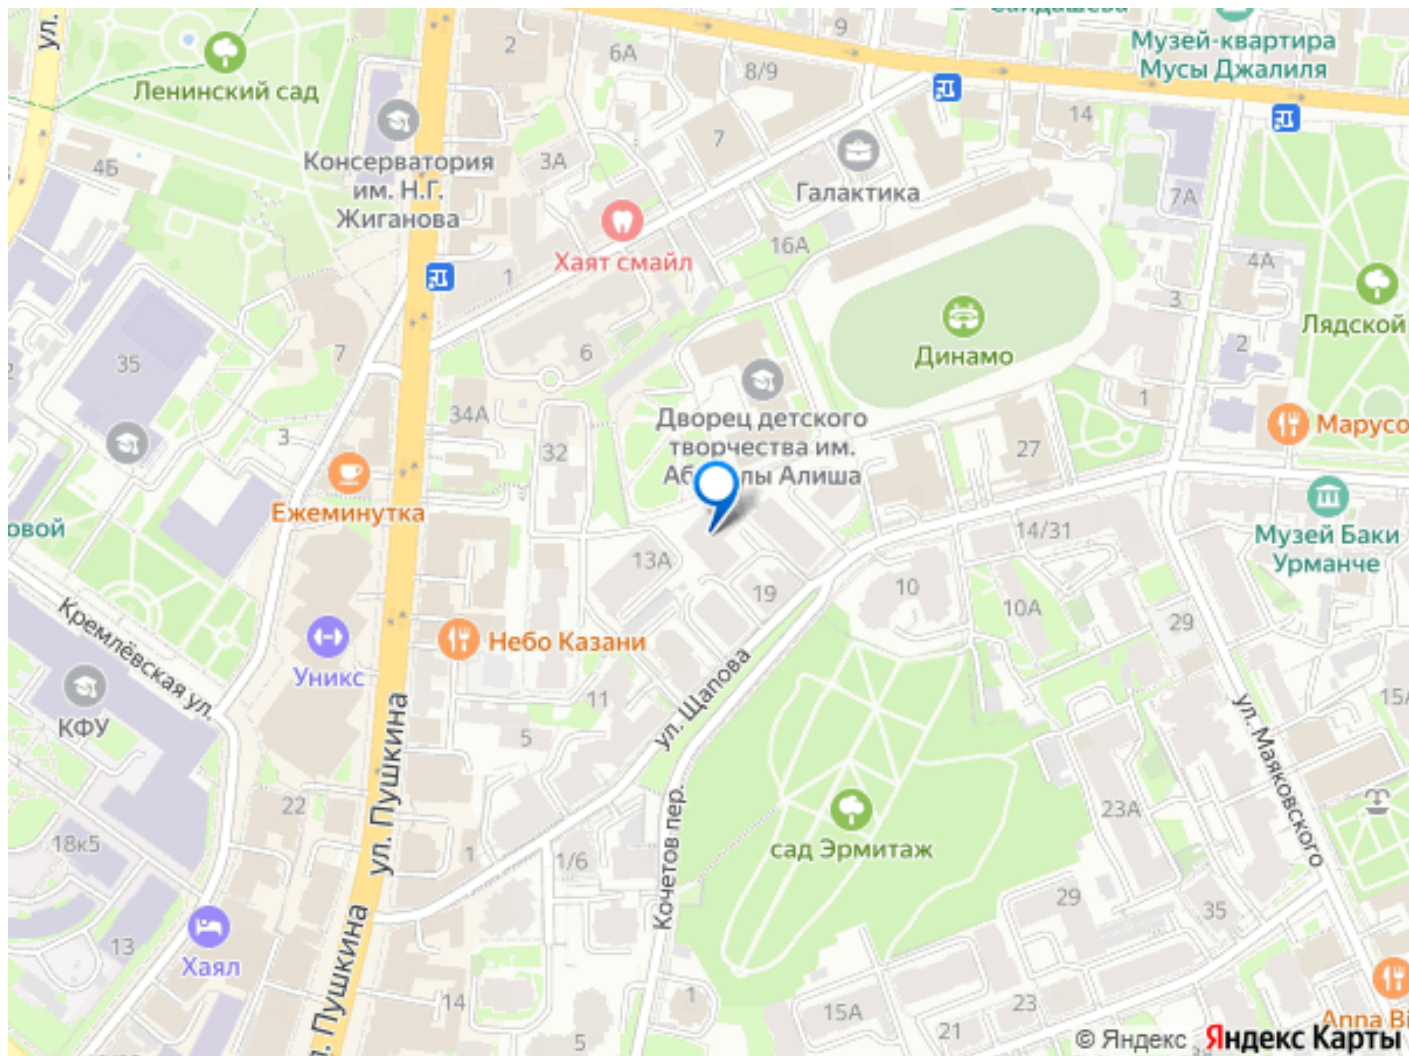 ул.
Ленинский сад
2
6А
9
8/9
Сайдашева
Музей-квартира
Мусы Джалиля
14
4Б
Консерватория
им. Н.Г.
Жиганова
3А
7
Галактика
7А
Хаят смайл
16А
1
4А
3
Лядской
35
7
6
Динамо
2
1
34А
Дворец детского
творчества им.
лы Алиша
Марусо
3
32
27
Ежеминутка
овой
13А
14/31
Музей Баки
Урманче
19
10
10А
29
Кремлёвская ул.
Уникс
Небо Казани
КФУ
11
5
ул. Щапова
ул. Маяковского
15А
ул. Пушкина
22
18к5
1
1/6
Кочетов пер.
сад Эрмитаж
23А
29
35
13
Хаял
ул. Пушкина
14
5
1
15А
21
23
Anna Bi
© Яндекс
Яндекс Карты